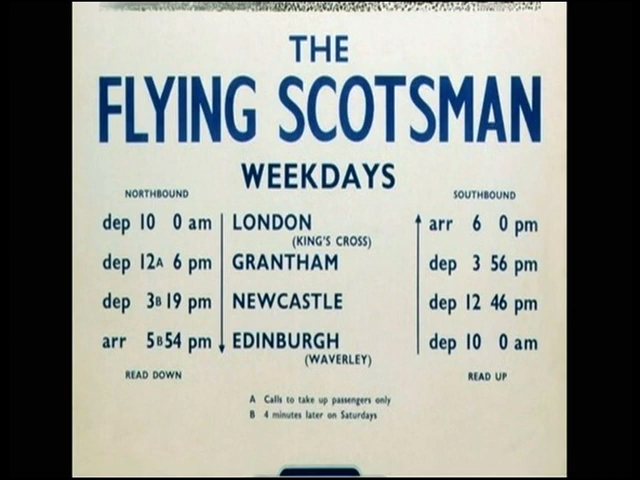 THE
FLYING SCOTSMAN
WEEKDAYS
NORTHBOUND SOUTHBOUND
dep 10 0 am LONDON arr 6 0 pm
(KING'S CROSS)
dep 12A 6 pm GRANTHAM dep 3 56 pm
dep 3B 19 pm NEWCASTLE dep 12 46 pm
arr 5B 54 pm EDINBURGH dep 10 0 am
(WAVERLEY)
READ DOWN READ UP
A Calls to take up passengers only
B 4 minutes later on Saturdays